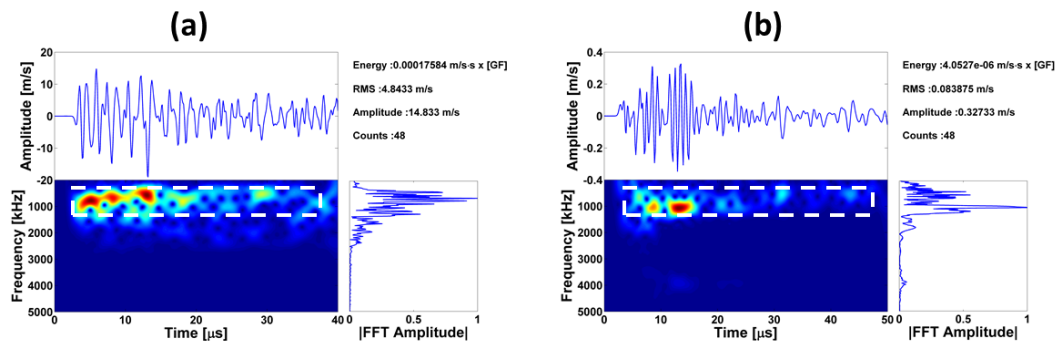 (a)
(b)
Amplitude [m/s]
20
10
0
-10
-20
Energy :0.00017584 m/s·s x [GF]
RMS :4.8433 m/s
Amplitude :14.833 m/s
Counts :48
Frequency [kHz]
1000
2000
3000
4000
5000
0 10 20 30 40
Time [μs]
0 0.5 1
|FFT Amplitude|
Amplitude [m/s]
0.4
0.2
0
-0.2
-0.4
Energy :4.0527e-06 m/s·s x [GF]
RMS :0.083875 m/s
Amplitude :0.32733 m/s
Counts :48
Frequency [kHz]
1000
2000
3000
4000
5000
0 10 20 30 40 50
Time [μs]
0 0.5 1
|FFT Amplitude|